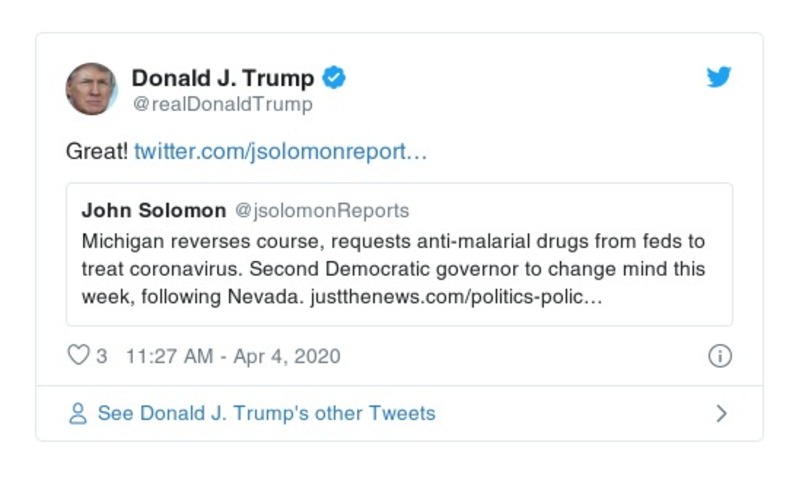 Donald J. Trump
@realDonaldTrump
Great! twitter.com/jsolomonreport…
John Solomon @jsolomonReports
Michigan reverses course, requests anti-malarial drugs from feds to
treat coronavirus. Second Democratic governor to change mind this
week, following Nevada. justthenews.com/politics-polic…
3 11:27 AM - Apr 4, 2020
See Donald J. Trump's other Tweets